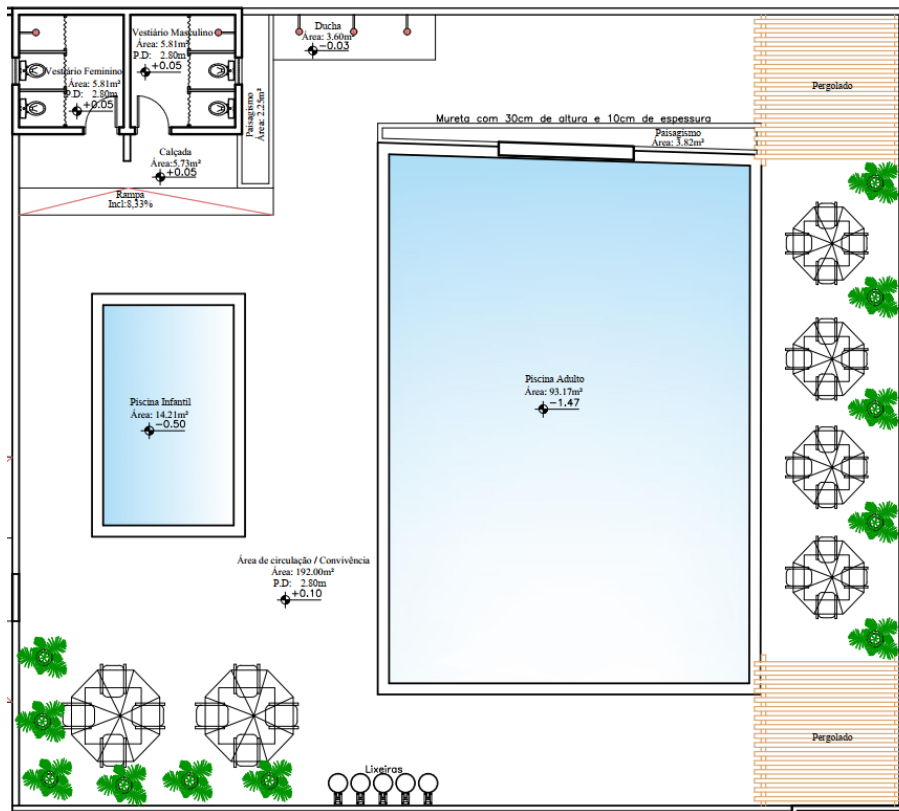 Vestiário Masculino
Área: 5.81m²
P.D: 2.80m
+0.05
Vestiário Feminino
Área: 5.81m²
P.D: 2.80m
+0.05
Ducha
Área: 3.60m²
-0.03
Paisagismo
Área: 2.25m²
Pergolado
Mureta com 30cm de altura e 10cm de espessura
Paisagismo
Área: 3.82m²
Calçada
Área:5.73m²
+0.05
Rampa
Incl:8,33%
Piscina Infantil
Área: 14.21m²
-0.50
Piscina Adulto
Área: 93.17m²
-1.47
Área de circulação / Convivência
Área: 192.00m²
P.D: 2.80m
+0.10
Pergolado
Lixeiras